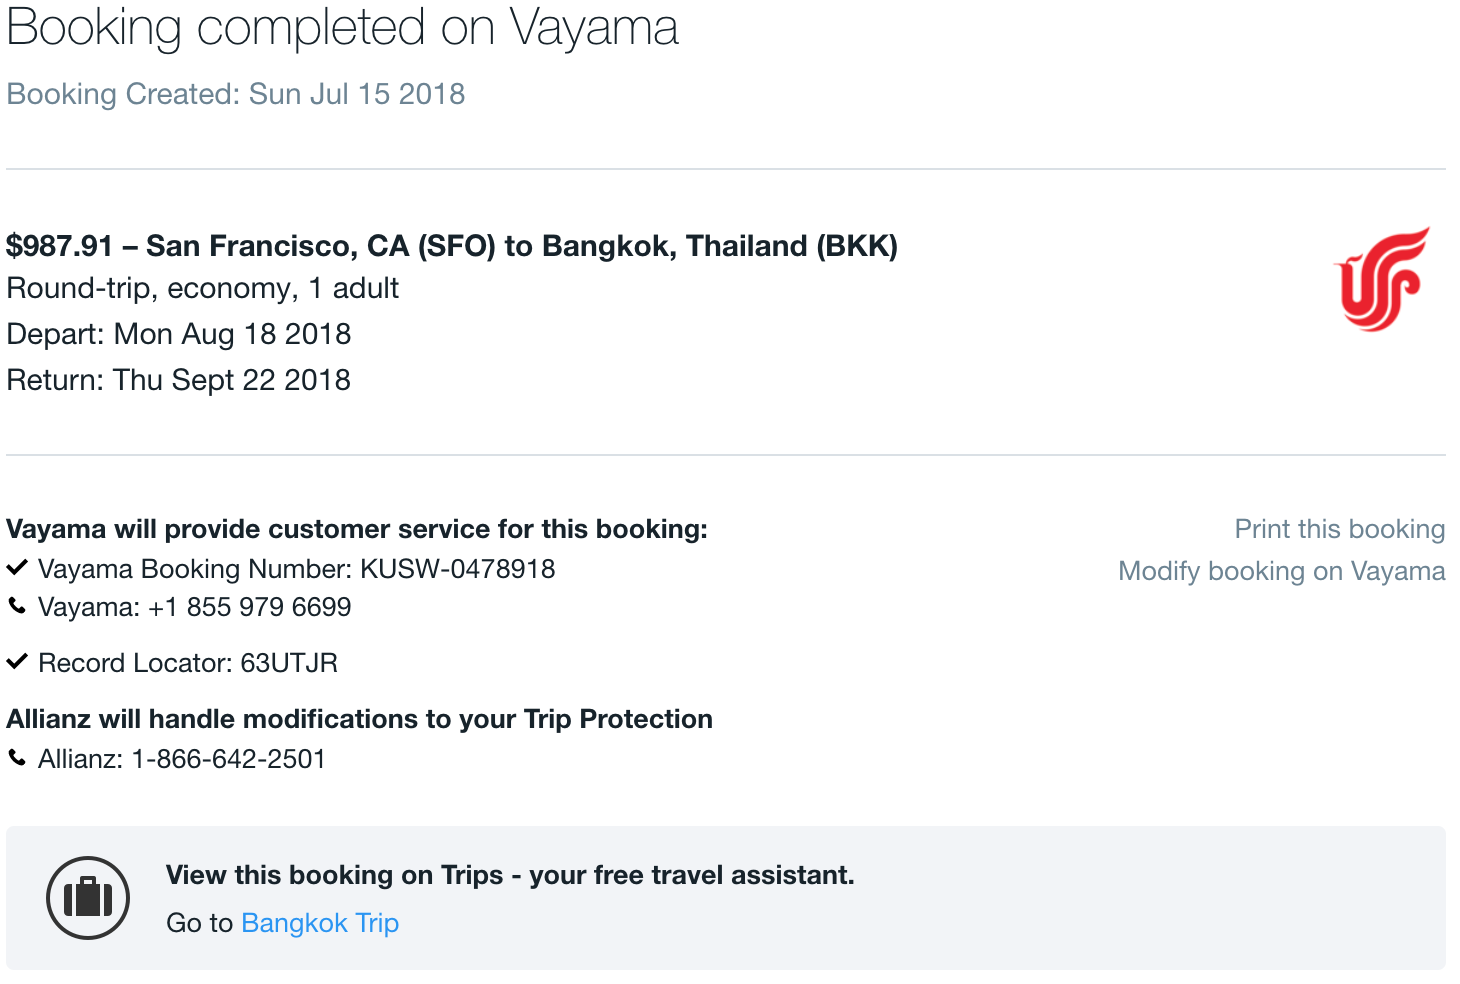 Booking completed on Vayama
Booking Created: Sun Jul 15 2018
$987.91 – San Francisco, CA (SFO) to Bangkok, Thailand (BKK)
Round-trip, economy, 1 adult
Depart: Mon Aug 18 2018
Return: Thu Sept 22 2018
Vayama will provide customer service for this booking:
Vayama Booking Number: KUSW-0478918
Vayama: +1 855 979 6699
Record Locator: 63UTJR
Allianz will handle modifications to your Trip Protection
Allianz: 1-866-642-2501
Print this booking
Modify booking on Vayama
View this booking on Trips - your free travel assistant.
Go to Bangkok Trip